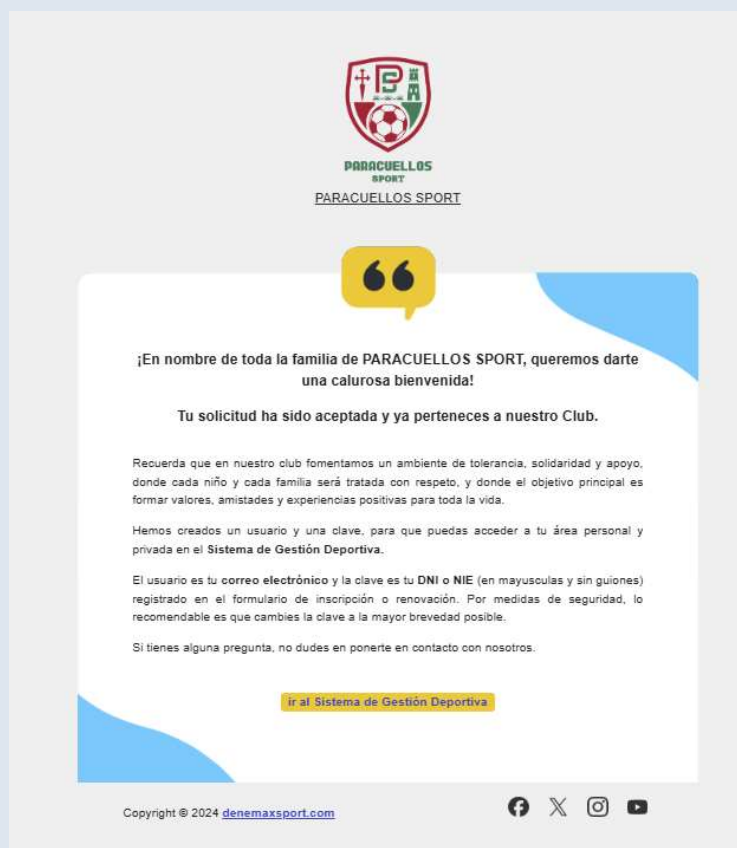 PS
PARACUELLOS
SPORT
PARACUELLOS SPORT
¡En nombre de toda la familia de PARACUELLOS SPORT, queremos darte
una calurosa bienvenida!
Tu solicitud ha sido aceptada y ya perteneces a nuestro Club.
Recuerda que en nuestro club fomentamos un ambiente de tolerancia, solidaridad y apoyo,
donde cada niño y cada familia será tratada con respeto, y donde el objetivo principal es
formar valores, amistades y experiencias positivas para toda la vida.
Hemos creados un usuario y una clave, para que puedas acceder a tu área personal y
privada en el Sistema de Gestión Deportiva.
El usuario es tu correo electrónico y la clave es tu DNI o NIE (en mayusculas y sin guiones)
registrado en el formulario de inscripción o renovación. Por medidas de seguridad, lo
recomendable es que cambies la clave a la mayor brevedad posible.
Si tienes alguna pregunta, no dudes en ponerte en contacto con nosotros.
ir al Sistema de Gestión Deportiva
Copyright © 2024 denemaxsport.com